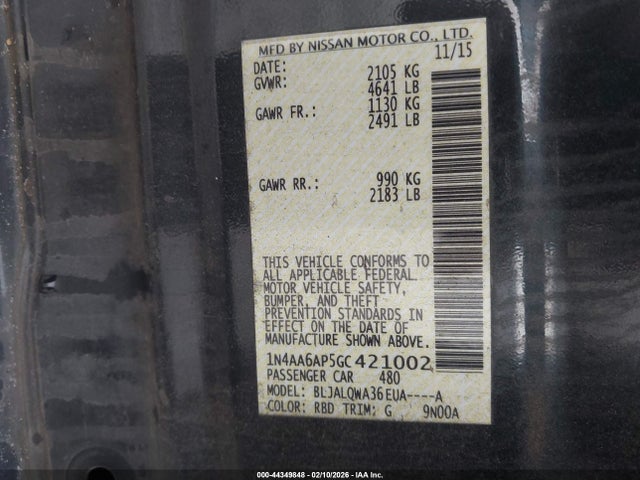 MFD BY NISSAN MOTOR CO., LTD.
DATE: 11/15
GVWR: 2105 KG
4641 LB
GAWR FR.: 1130 KG
2491 LB
GAWR RR.: 990 KG
2183 LB
THIS VEHICLE CONFORMS TO
ALL APPLICABLE FEDERAL
MOTOR VEHICLE SAFETY,
BUMPER, AND THEFT
PREVENTION STANDARDS IN
EFFECT ON THE DATE OF
MANUFACTURE SHOWN ABOVE.
1N4AA6AP5GC421002
PASSENGER CAR 480
MODEL: BLJALQWA36EUA----A
COLOR: RBD TRIM: G 9N00A
000-44349848 - 02/10/2026 - IAA Inc.